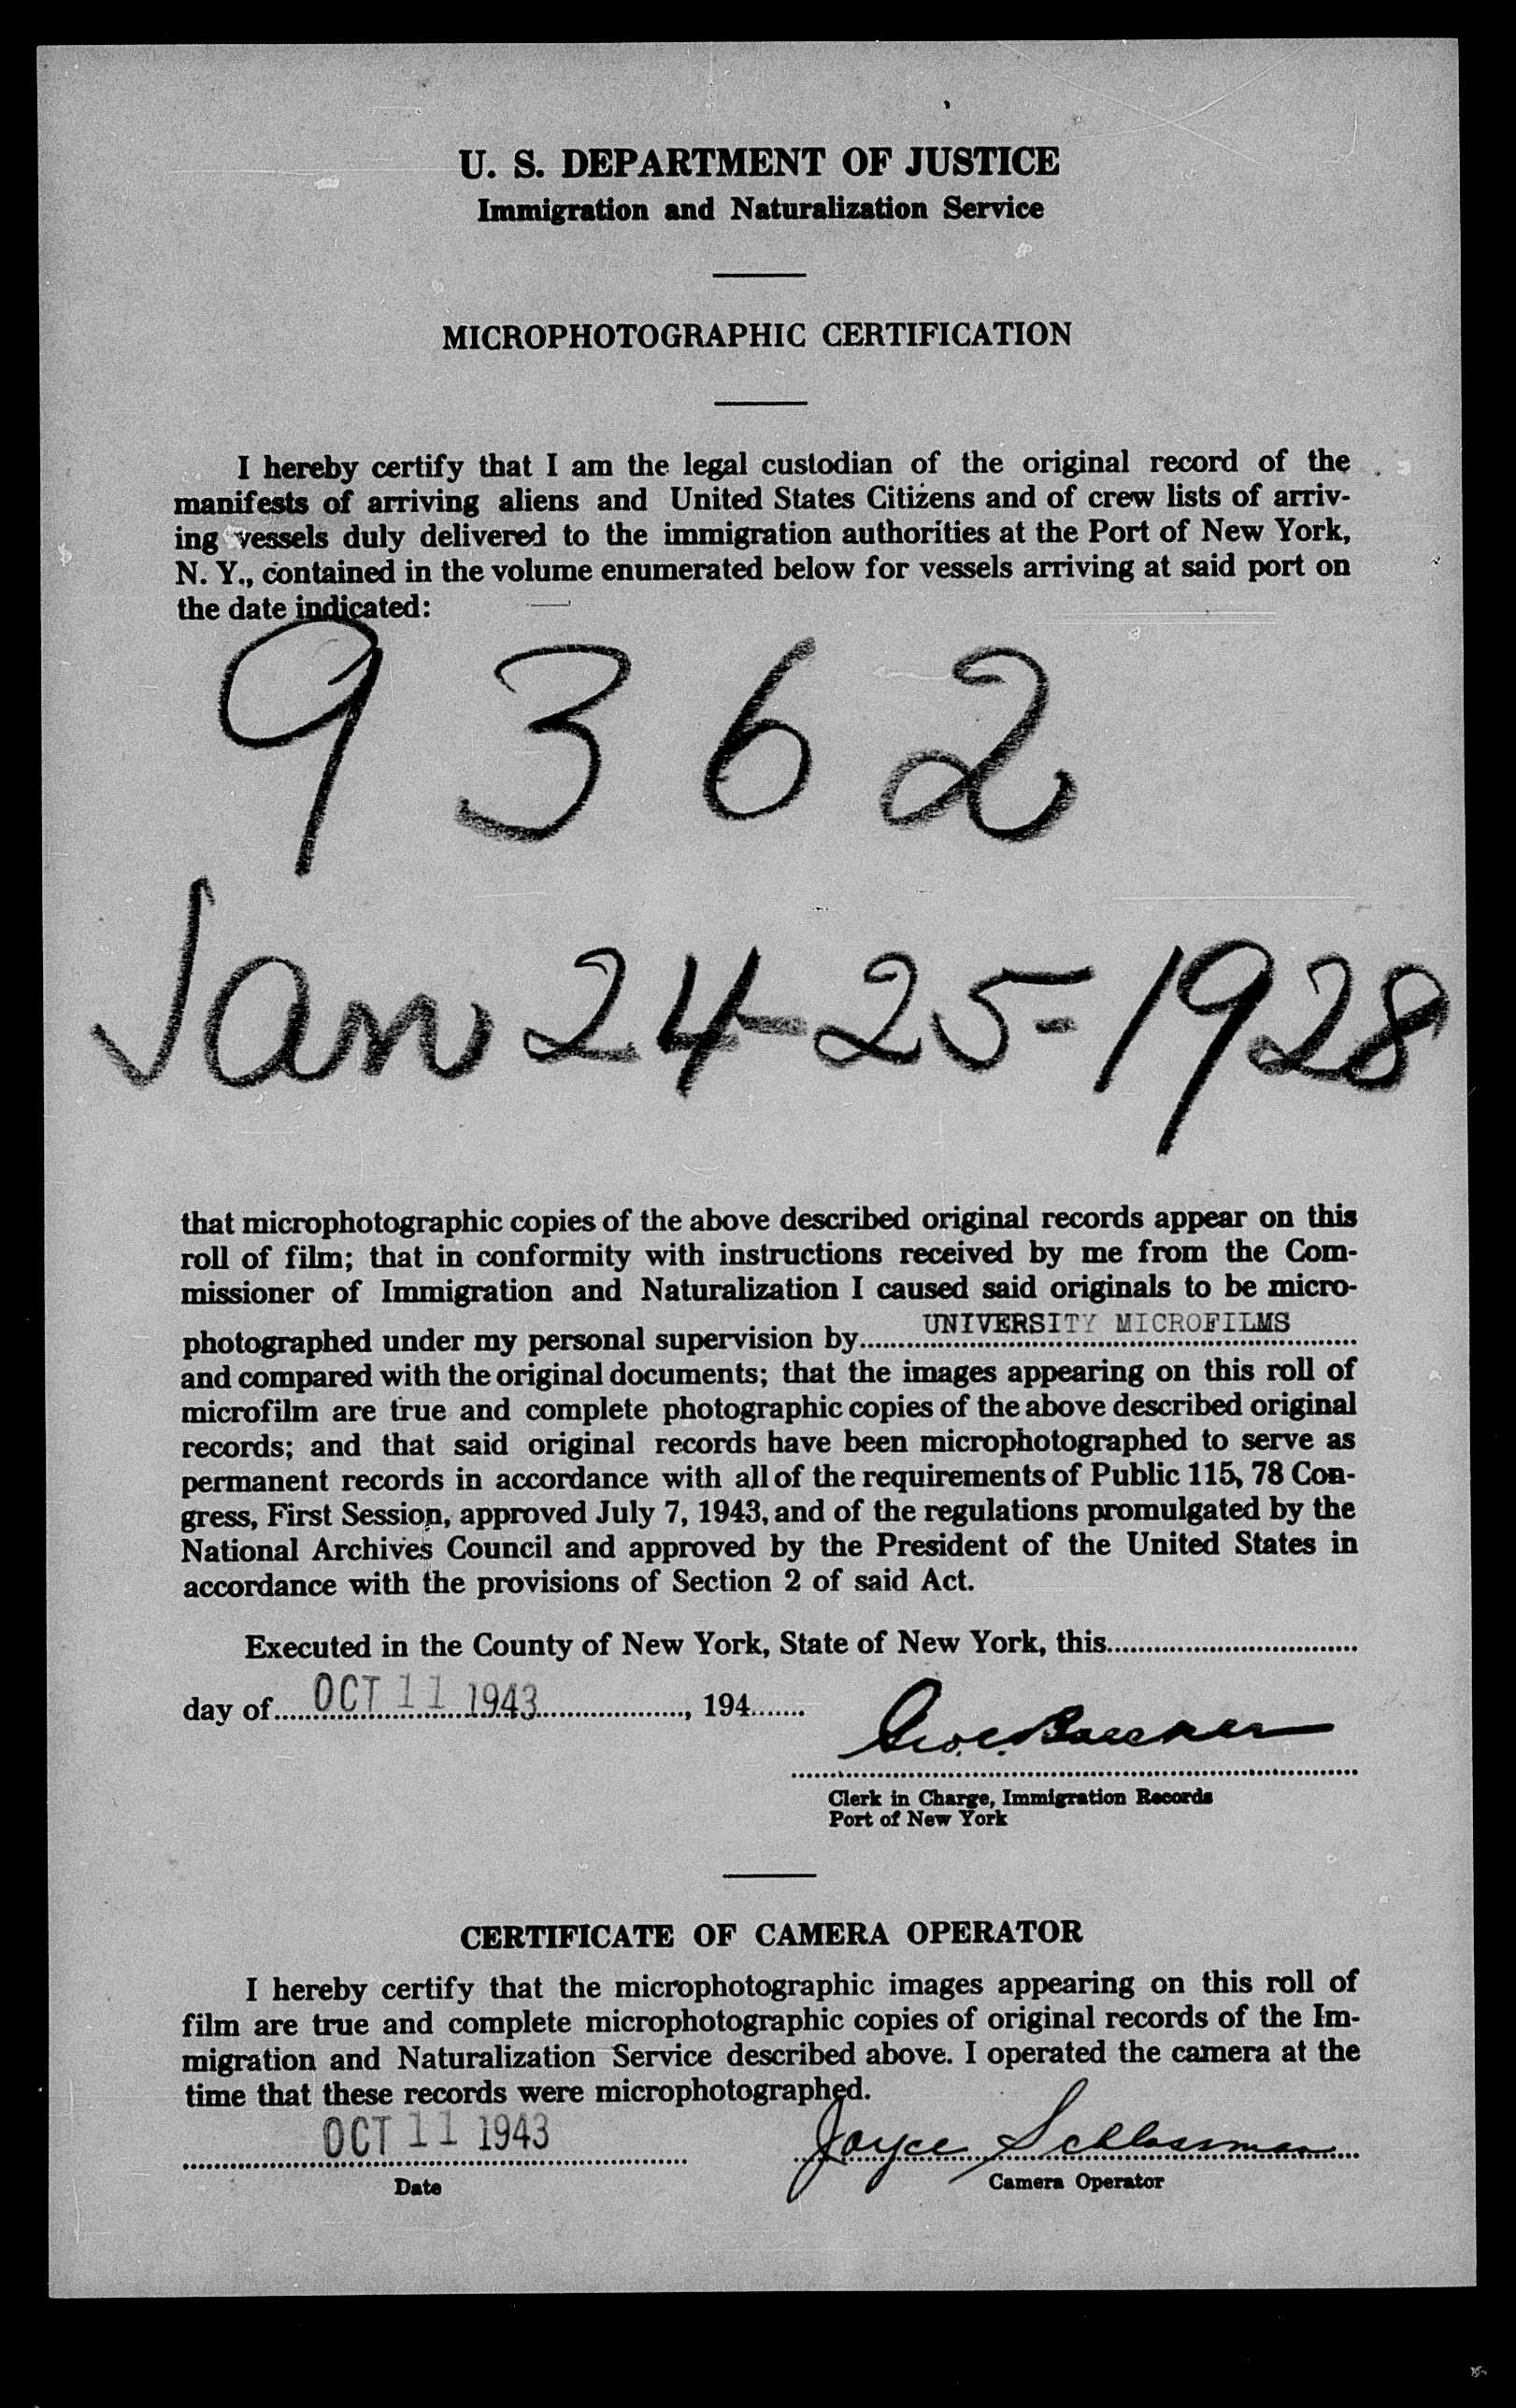 U. S. DEPARTMENT OF JUSTICE
Immigration and Naturalization Service
MICROPHOTOGRAPHIC CERTIFICATION
I hereby certify that I am the legal custodian of the original record of the
manifests of arriving aliens and United States Citizens and of crew lists of arriv-
ing vessels duly delivered to the immigration authorities at the Port of New York,
N. Y., contained in the volume enumerated below for vessels arriving at said port on
the date indicated:
9362
Jan 24-25-1928
that microphotographic copies of the above described original records appear on this
roll of film; that in conformity with instructions received by me from the Com-
missioner of Immigration and Naturalization I caused said originals to be micro-
photographed under my personal supervision by UNIVERSITY MICROFILMS
and compared with the original documents; that the images appearing on this roll of
microfilm are true and complete photographic copies of the above described original
records; and that said original records have been microphotographed to serve as
permanent records in accordance with all of the requirements of Public 115, 78 Con-
gress, First Session, approved July 7, 1943, and of the regulations promulgated by the
National Archives Council and approved by the President of the United States in
accordance with the provisions of Section 2 of said Act.
Executed in the County of New York, State of New York, this
day of OCT 11 1943, 194
Clerk in Charge, Immigration Records
Port of New York
CERTIFICATE OF CAMERA OPERATOR
I hereby certify that the microphotographic images appearing on this roll of
film are true and complete microphotographic copies of original records of the Im-
migration and Naturalization Service described above. I operated the camera at the
time that these records were microphotographed.
OCT 11 1943 Joyce Schlossman
Date Camera Operator